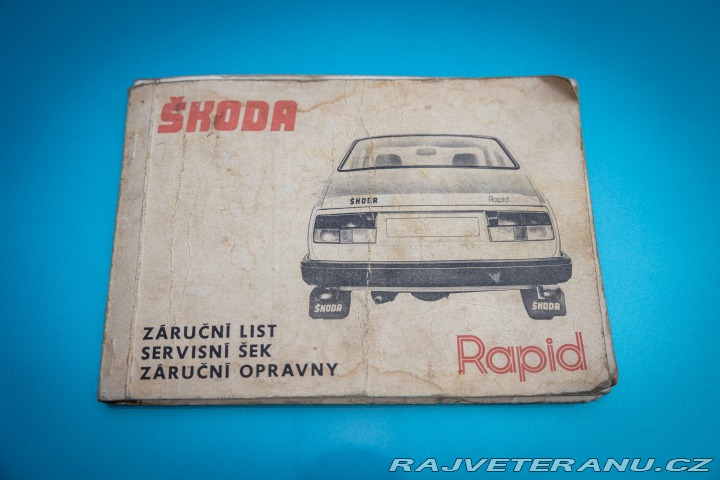 ŠKODA
ŠKODA Rapid
ŠKODA ŠKODA
ZÁRUČNÍ LIST
SERVISNÍ ŠEK
ZÁRUČNÍ OPRAVNY
Rapid
RAJVETERANU.CZ